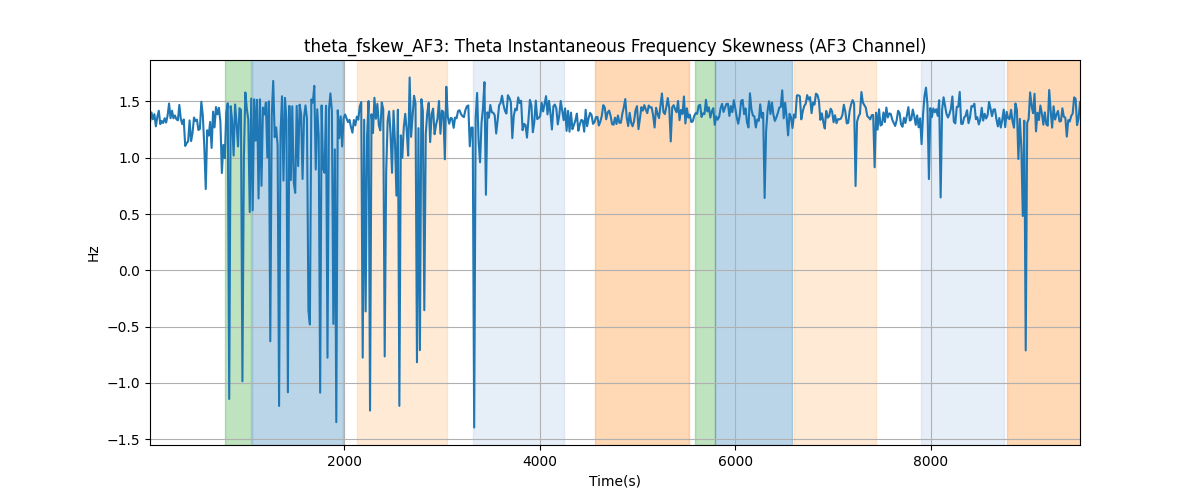 theta_fskew_AF3: Theta Instantaneous Frequency Skewness (AF3 Channel)
1.5
1.0
0.5
0.0
−0.5
−1.0
−1.5
Hz
2000 4000 6000 8000
Time(s)